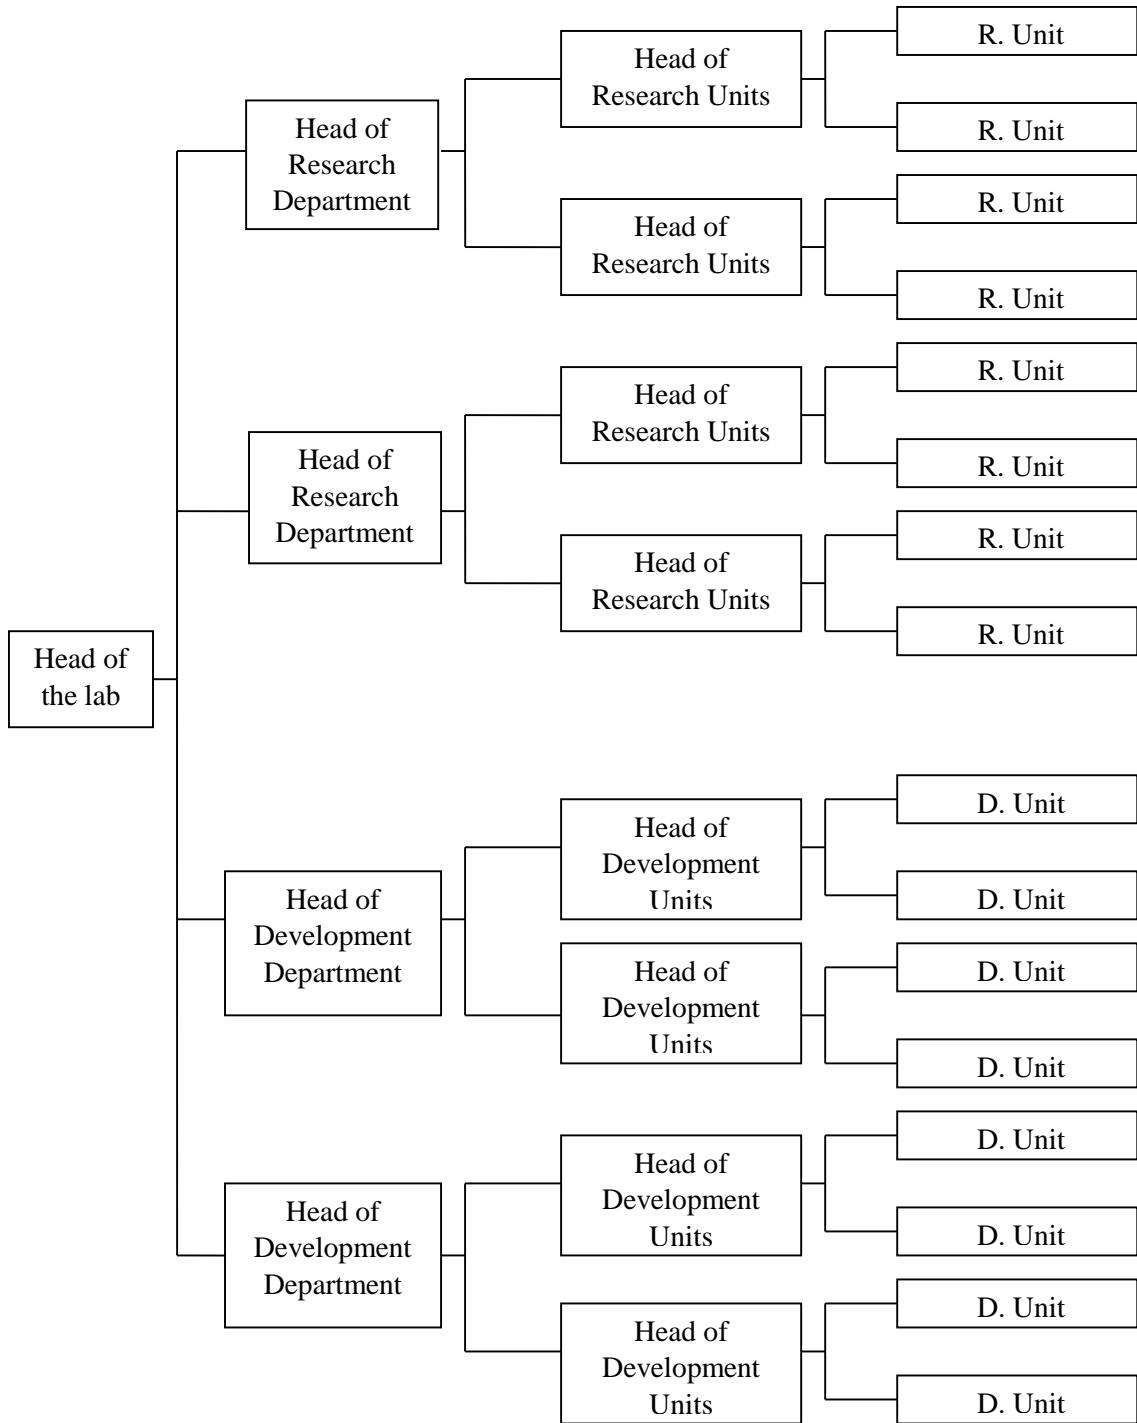 Head of
the lab
Head of
Research
Department
Head of
Research Units
R. Unit
R. Unit
Head of
Research Units
R. Unit
R. Unit
Head of
Research
Department
Head of
Research Units
R. Unit
R. Unit
Head of
Research Units
R. Unit
R. Unit
Head of
Development
Department
Head of
Development
Units
D. Unit
D. Unit
Head of
Development
Units
D. Unit
D. Unit
Head of
Development
Department
Head of
Development
Units
D. Unit
D. Unit
Head of
Development
Units
D. Unit
D. Unit